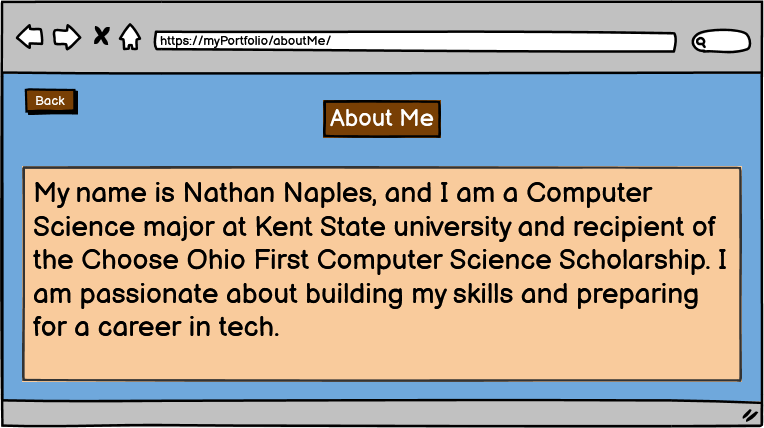 https://myPortfolio/aboutMe/
Back
About Me
My name is Nathan Naples, and I am a Computer
Science major at Kent State university and recipient of
the Choose Ohio First Computer Science Scholarship. I
am passionate about building my skills and preparing
for a career in tech.